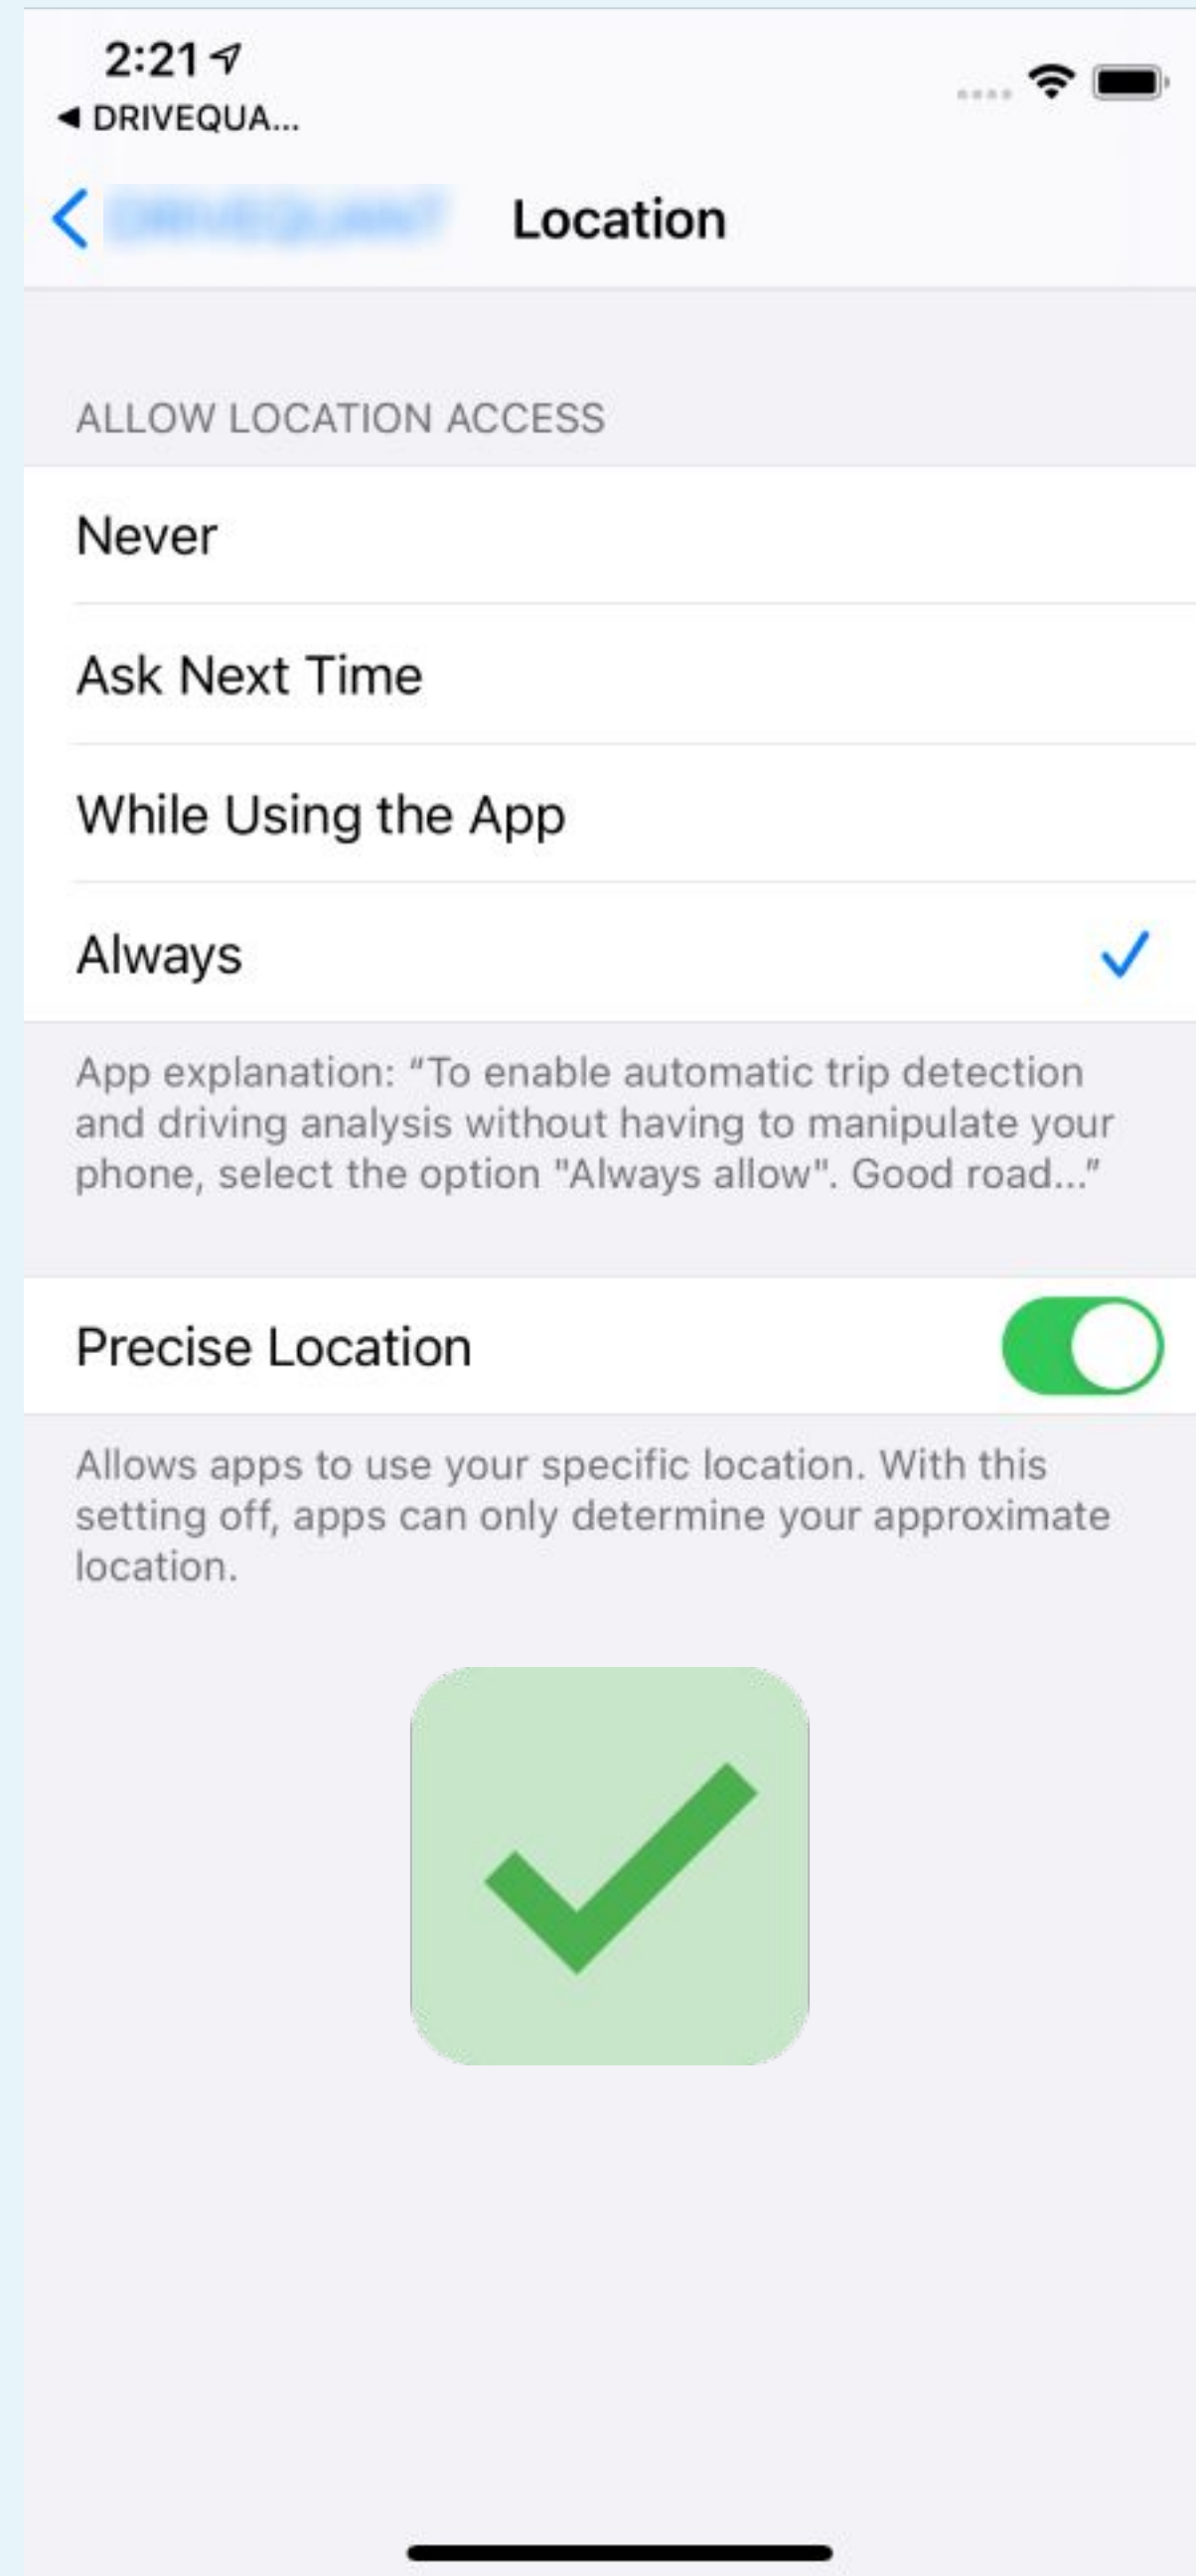 2:21
◀ DRIVEQUA...
Location
ALLOW LOCATION ACCESS
Never
Ask Next Time
While Using the App
Always
App explanation: “To enable automatic trip detection
and driving analysis without having to manipulate your
phone, select the option "Always allow". Good road...”
Precise Location
Allows apps to use your specific location. With this
setting off, apps can only determine your approximate
location.